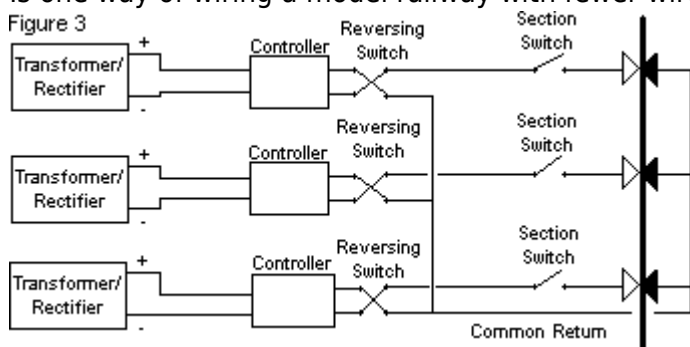 is one way of wiring a model railway with fewer wir
Figure 3
+
Transformer/
Rectifier
-
Controller
Reversing
Switch
Section
Switch
+
Transformer/
Rectifier
-
Controller
Reversing
Switch
Section
Switch
+
Transformer/
Rectifier
-
Controller
Reversing
Switch
Section
Switch
Common Return